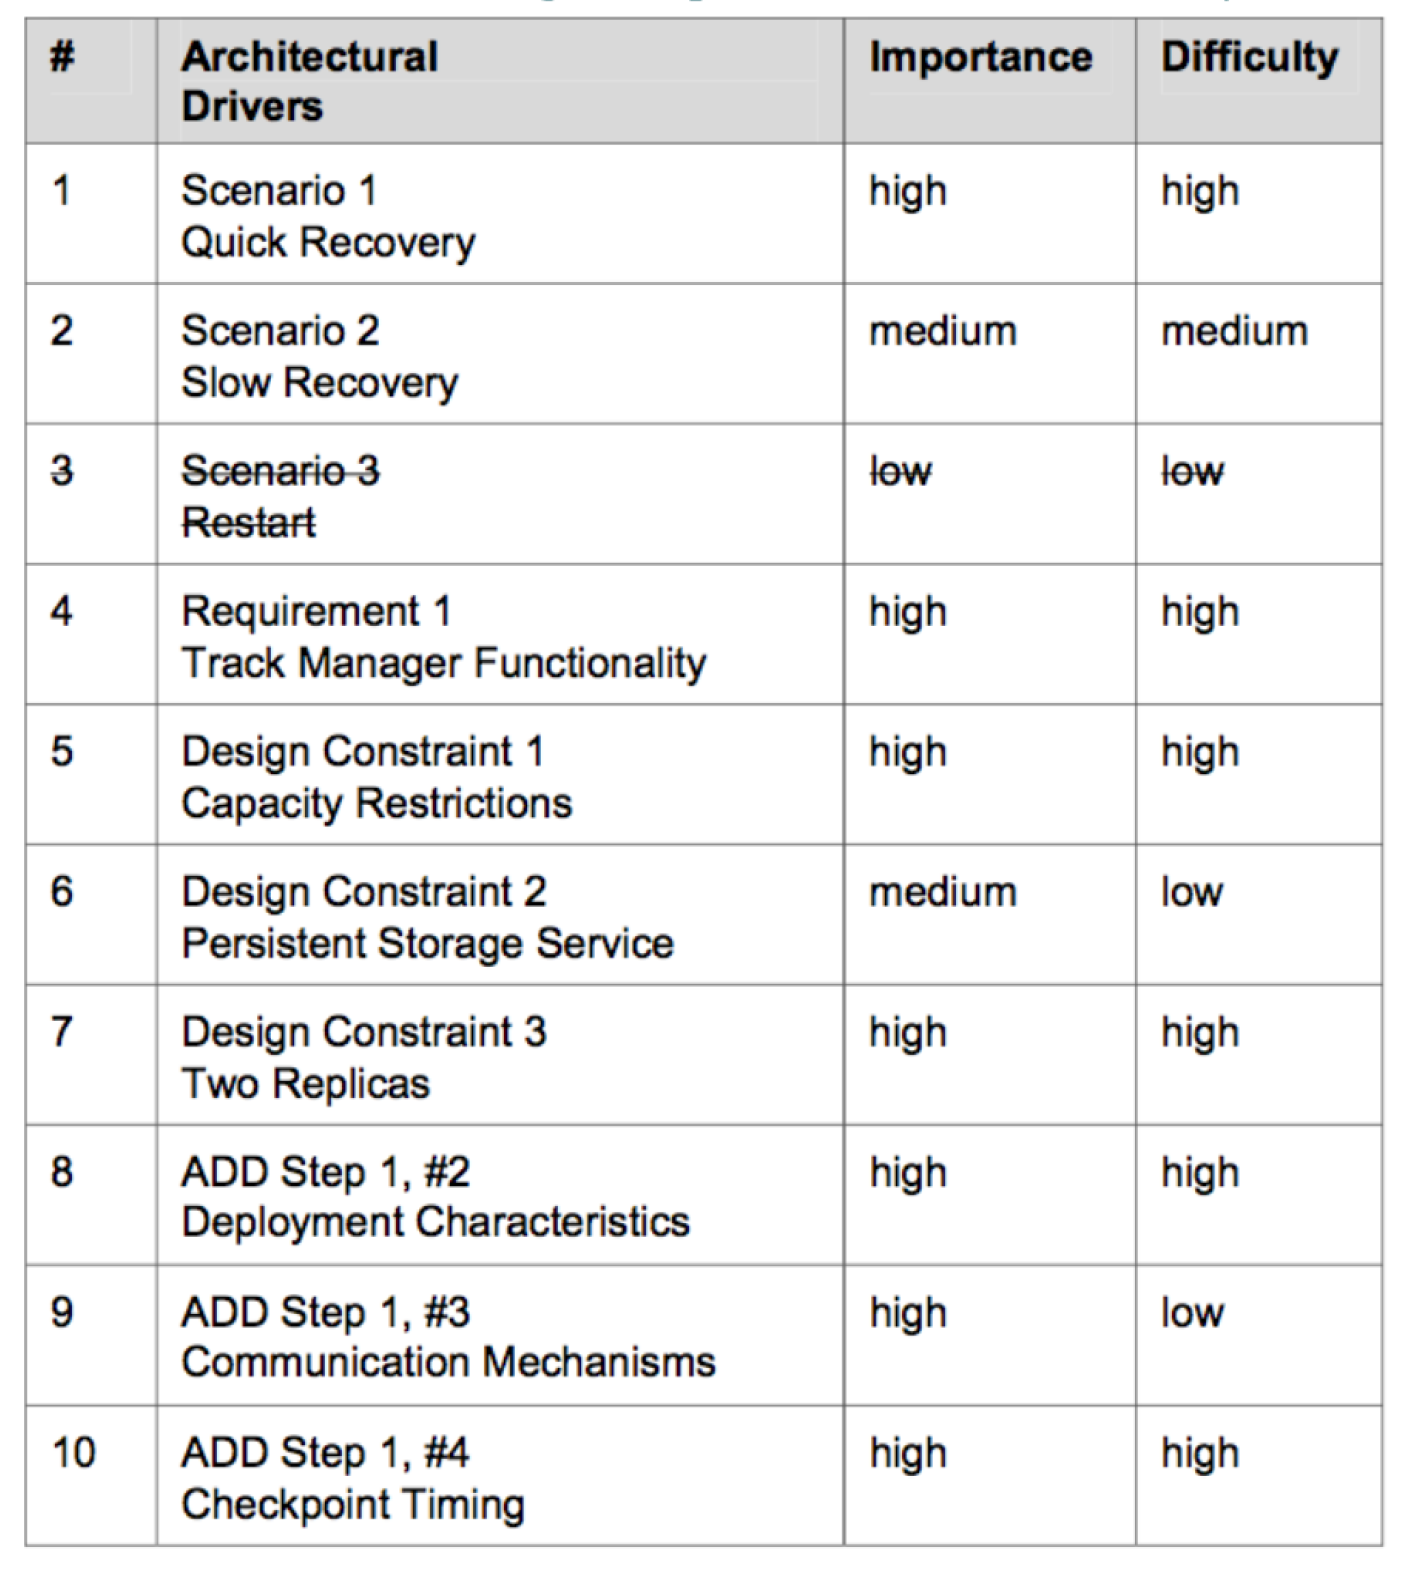 # Architectural Importance Difficulty
Drivers
1 Scenario 1 high high
Quick Recovery
2 Scenario 2 medium medium
Slow Recovery
3 Scenario 3 low low
Restart
4 Requirement 1 high high
Track Manager Functionality
5 Design Constraint 1 high high
Capacity Restrictions
6 Design Constraint 2 medium low
Persistent Storage Service
7 Design Constraint 3 high high
Two Replicas
8 ADD Step 1, #2 high high
Deployment Characteristics
9 ADD Step 1, #3 high low
Communication Mechanisms
10 ADD Step 1, #4 high high
Checkpoint Timing